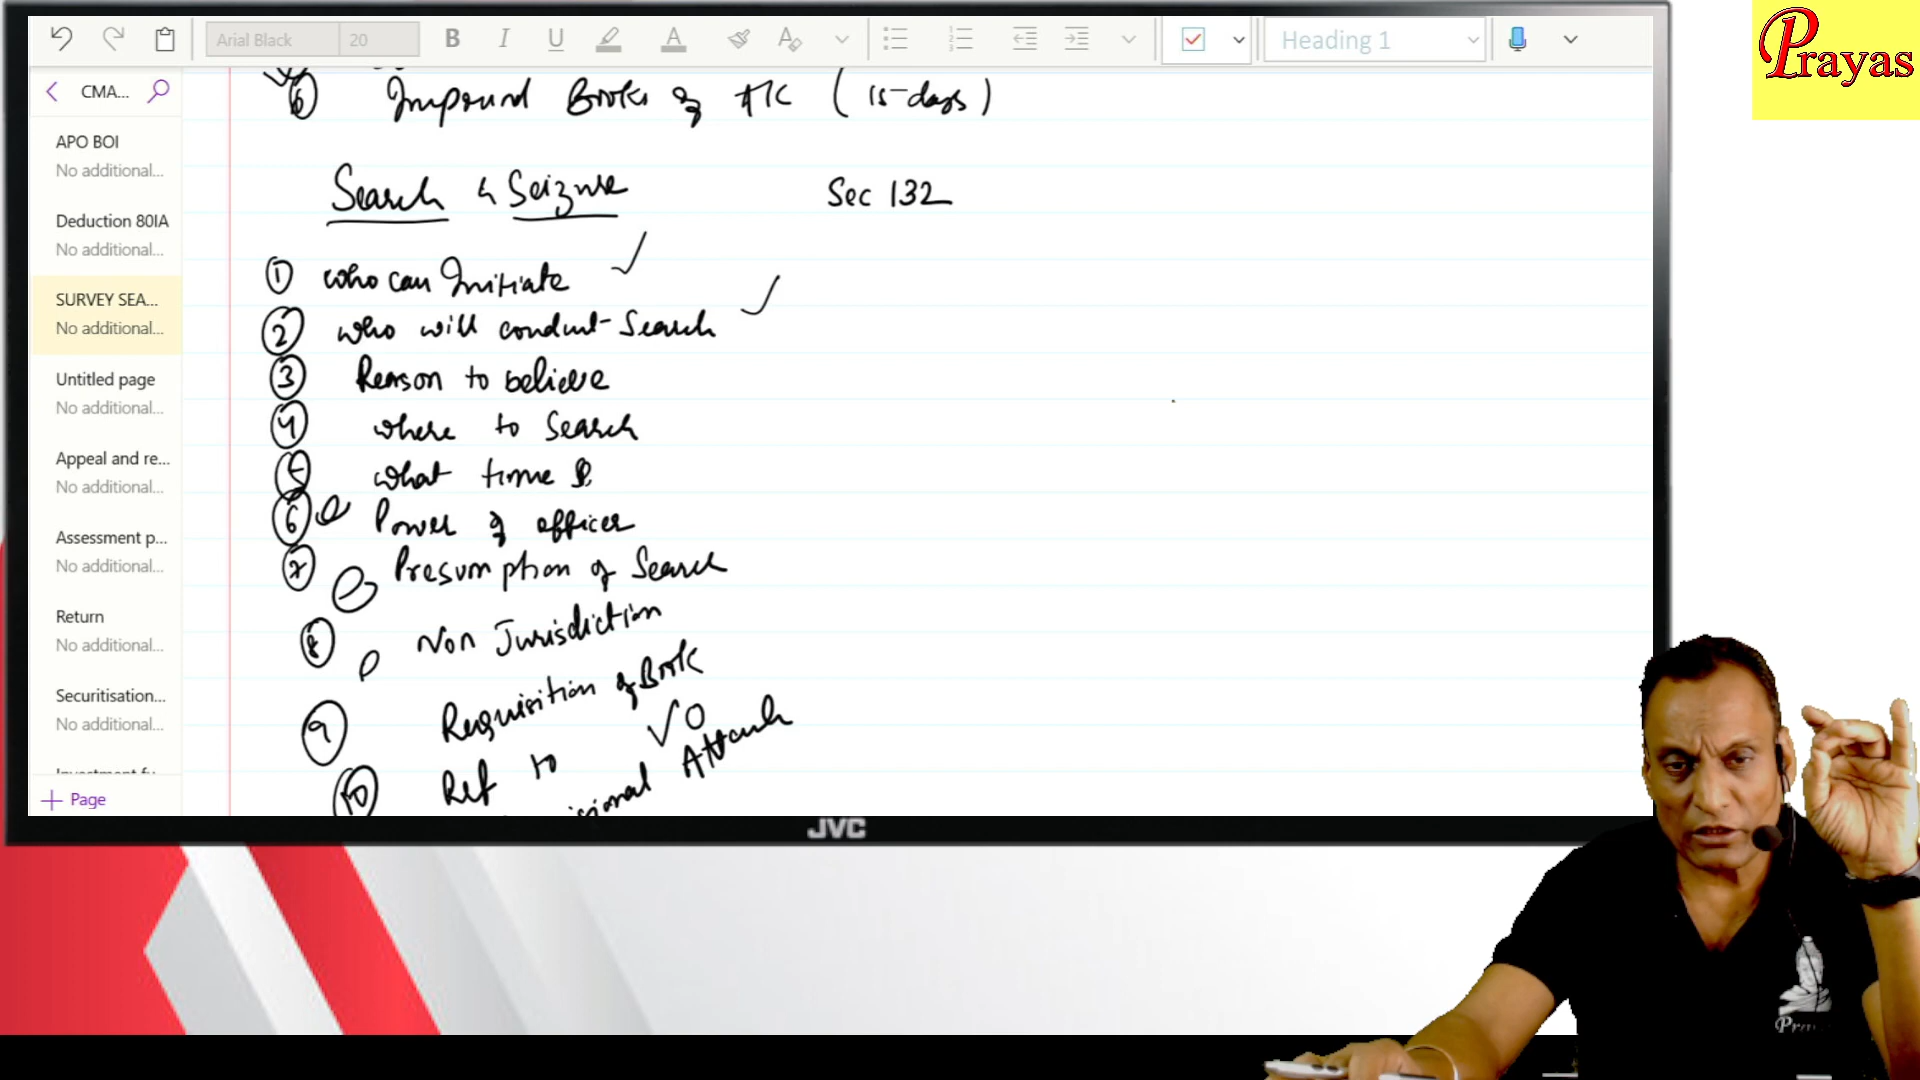 Prayas
Arial Black 20 B I U A Heading 1
CMA...
APO BOI
No additional...
Deduction 80IA
No additional...
SURVEY SEA...
No additional...
Untitled page
No additional...
Appeal and re...
No additional...
Assessment p...
No additional...
Return
No additional...
Securitisation...
No additional...
+ Page
6 Impound Books of A/C (15-days)
Search & Seizure Sec 132
1 who can Initiate ✓
2 who will conduct Search ✓
3 Reason to believe
4 where to Search
5 what time
6 Power of officer
7 Presumption of Search
8 Non Jurisdiction
9 Requisition of Book
10 Ref to VO
Attach
JVC